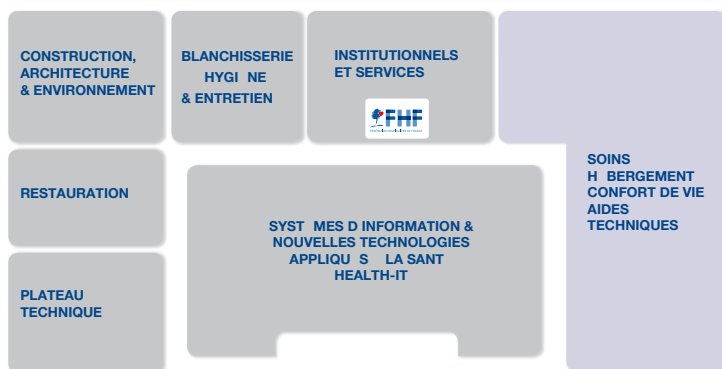 CONSTRUCTION,
ARCHITECTURE
& ENVIRONNEMENT
BLANCHISSERIE
HYGI NE
& ENTRETIEN
INSTITUTIONNELS
ET SERVICES
FHF
SOINS
H BERGEMENT
CONFORT DE VIE
AIDES
TECHNIQUES
RESTAURATION
SYST MES D INFORMATION &
NOUVELLES TECHNOLOGIES
APPLIQU S LA SANT
HEALTH-IT
PLATEAU
TECHNIQUE